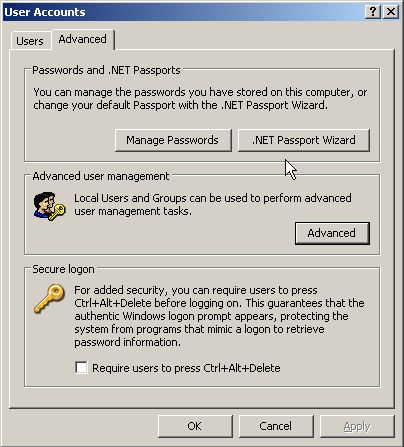 User Accounts
Users
Advanced
Passwords and .NET Passports
You can manage the passwords you have stored on this computer, or
change your default Passport with the .NET Passport Wizard.
Manage Passwords
.NET Passport Wizard
Advanced user management
Local Users and Groups can be used to perform advanced
user management tasks.
Advanced
Secure logon
For added security, you can require users to press
Ctrl+Alt+Delete before logging on. This guarantees that the
authentic Windows logon prompt appears, protecting the
system from programs that mimic a logon to retrieve
password information.
Require users to press Ctrl+Alt+Delete
OK
Cancel
Apply